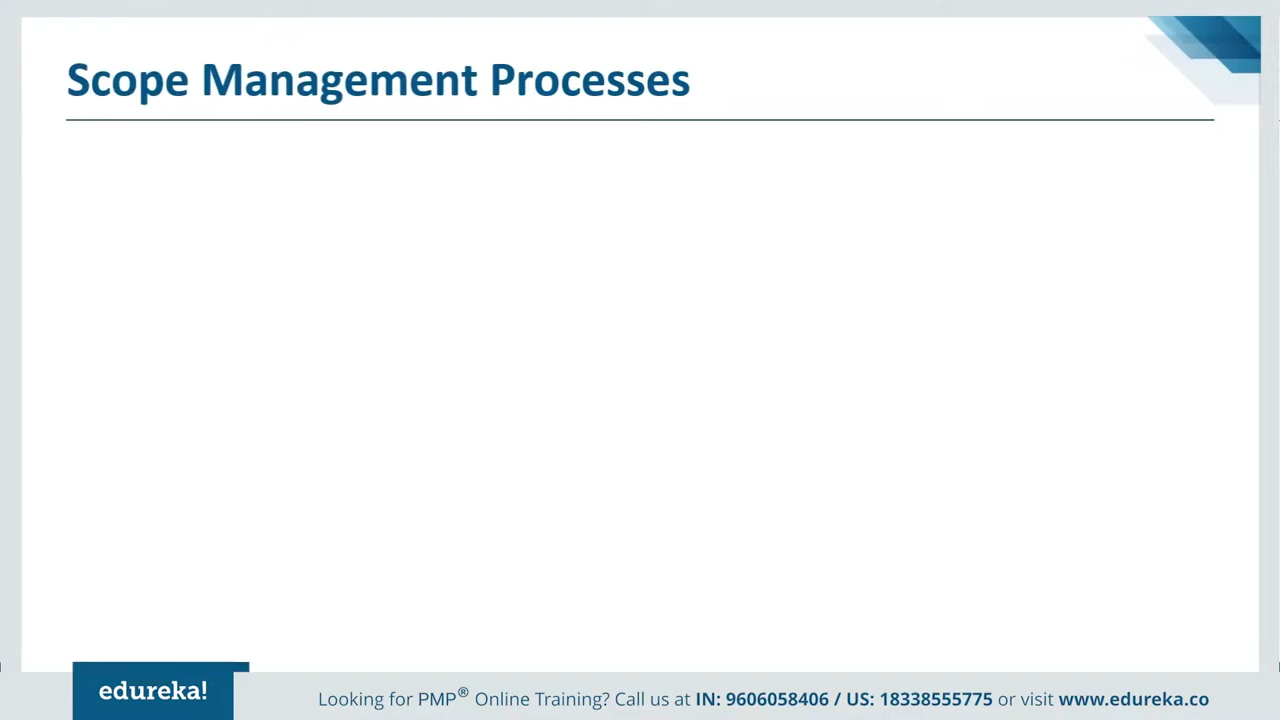 Scope Management Processes
edureka!
Looking for PMP® Online Training? Call us at IN: 9606058406 / US: 18338555775 or visit www.edureka.co